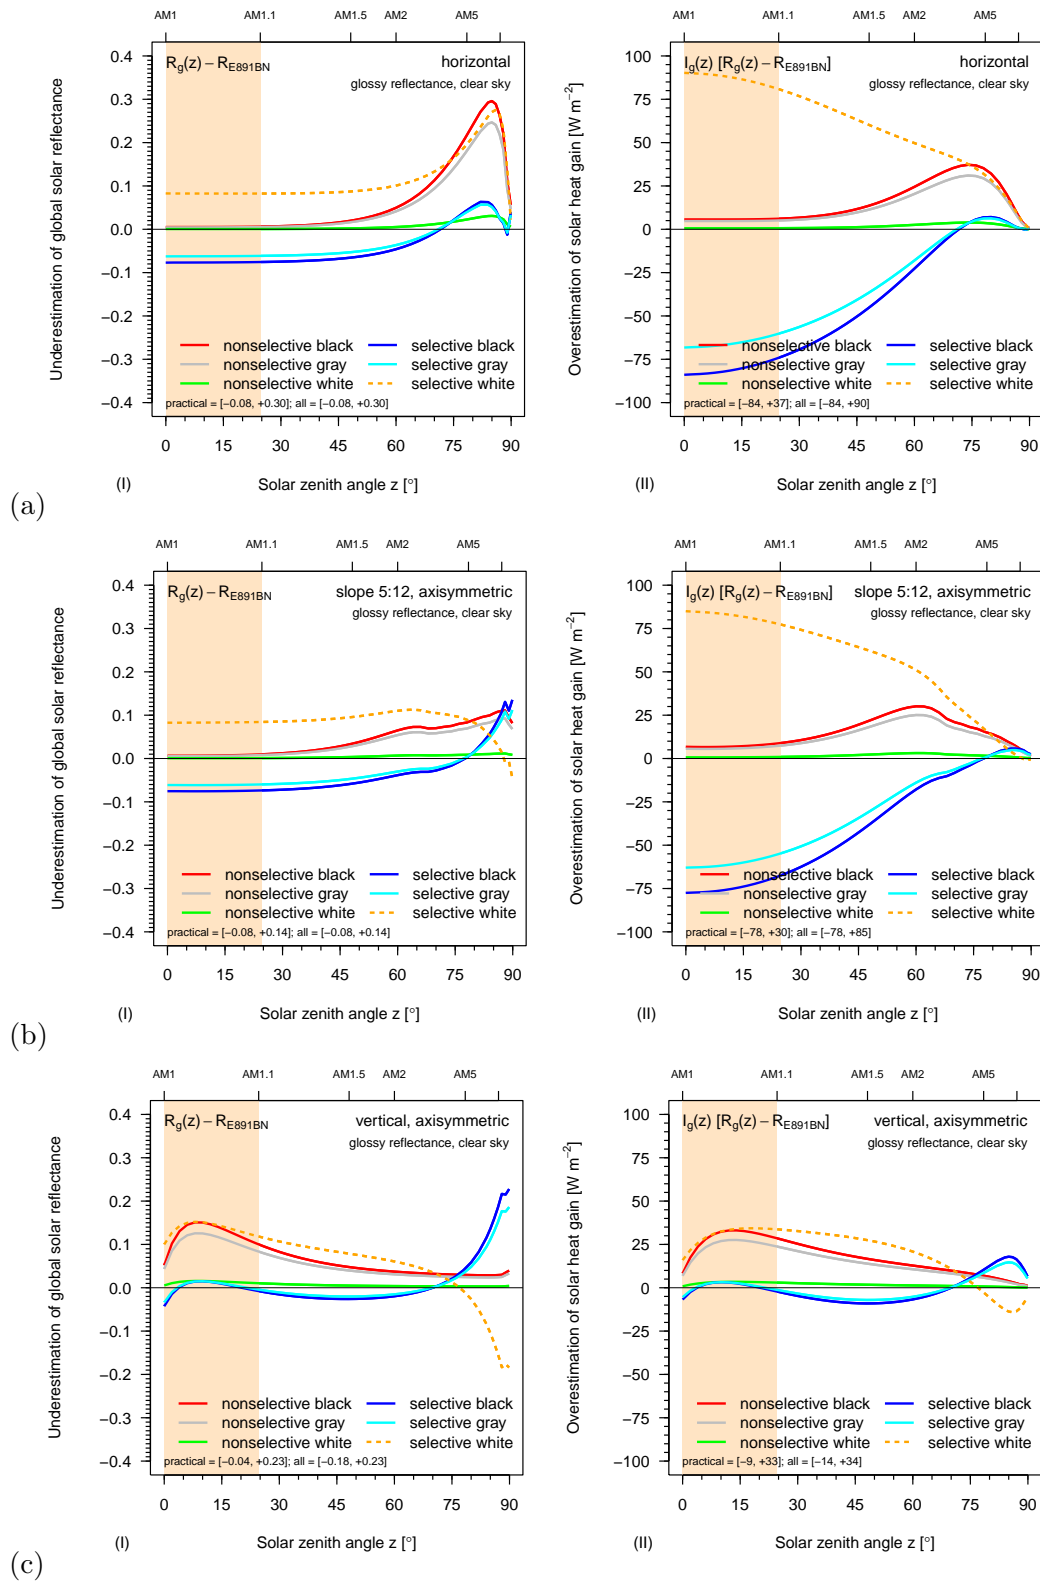 AM1 AM1.1 AM1.5 AM2 AM5
Underestimation of global solar reflectance
0.4
0.3
0.2
0.1
0.0
−0.1
−0.2
−0.3
−0.4
Rg(z) − RE891BN
horizontal
glossy reflectance, clear sky
nonselective black
nonselective gray
nonselective white
selective black
selective gray
selective white
practical = [−0.08, +0.30]; all = [−0.08, +0.30]
0 15 30 45 60 75 90
(I) Solar zenith angle z [°]
AM1 AM1.1 AM1.5 AM2 AM5
Overestimation of solar heat gain [W m−2]
100
75
50
25
0
−25
−50
−75
−100
Ig(z) [Rg(z) − RE891BN]
horizontal
glossy reflectance, clear sky
nonselective black
nonselective gray
nonselective white
selective black
selective gray
selective white
practical = [−84, +37]; all = [−84, +90]
0 15 30 45 60 75 90
(II) Solar zenith angle z [°]
(a)
AM1 AM1.1 AM1.5 AM2 AM5
Underestimation of global solar reflectance
0.4
0.3
0.2
0.1
0.0
−0.1
−0.2
−0.3
−0.4
Rg(z) − RE891BN
slope 5:12, axisymmetric
glossy reflectance, clear sky
nonselective black
nonselective gray
nonselective white
selective black
selective gray
selective white
practical = [−0.08, +0.14]; all = [−0.08, +0.14]
0 15 30 45 60 75 90
(I) Solar zenith angle z [°]
AM1 AM1.1 AM1.5 AM2 AM5
Overestimation of solar heat gain [W m−2]
100
75
50
25
0
−25
−50
−75
−100
Ig(z) [Rg(z) − RE891BN]
slope 5:12, axisymmetric
glossy reflectance, clear sky
nonselective black
nonselective gray
nonselective white
selective black
selective gray
selective white
practical = [−78, +30]; all = [−78, +85]
0 15 30 45 60 75 90
(II) Solar zenith angle z [°]
(b)
AM1 AM1.1 AM1.5 AM2 AM5
Underestimation of global solar reflectance
0.4
0.3
0.2
0.1
0.0
−0.1
−0.2
−0.3
−0.4
Rg(z) − RE891BN
vertical, axisymmetric
glossy reflectance, clear sky
nonselective black
nonselective gray
nonselective white
selective black
selective gray
selective white
practical = [−0.04, +0.23]; all = [−0.18, +0.23]
0 15 30 45 60 75 90
(I) Solar zenith angle z [°]
AM1 AM1.1 AM1.5 AM2 AM5
Overestimation of solar heat gain [W m−2]
100
75
50
25
0
−25
−50
−75
−100
Ig(z) [Rg(z) − RE891BN]
vertical, axisymmetric
glossy reflectance, clear sky
nonselective black
nonselective gray
nonselective white
selective black
selective gray
selective white
practical = [−9, +33]; all = [−14, +34]
0 15 30 45 60 75 90
(II) Solar zenith angle z [°]
(c)